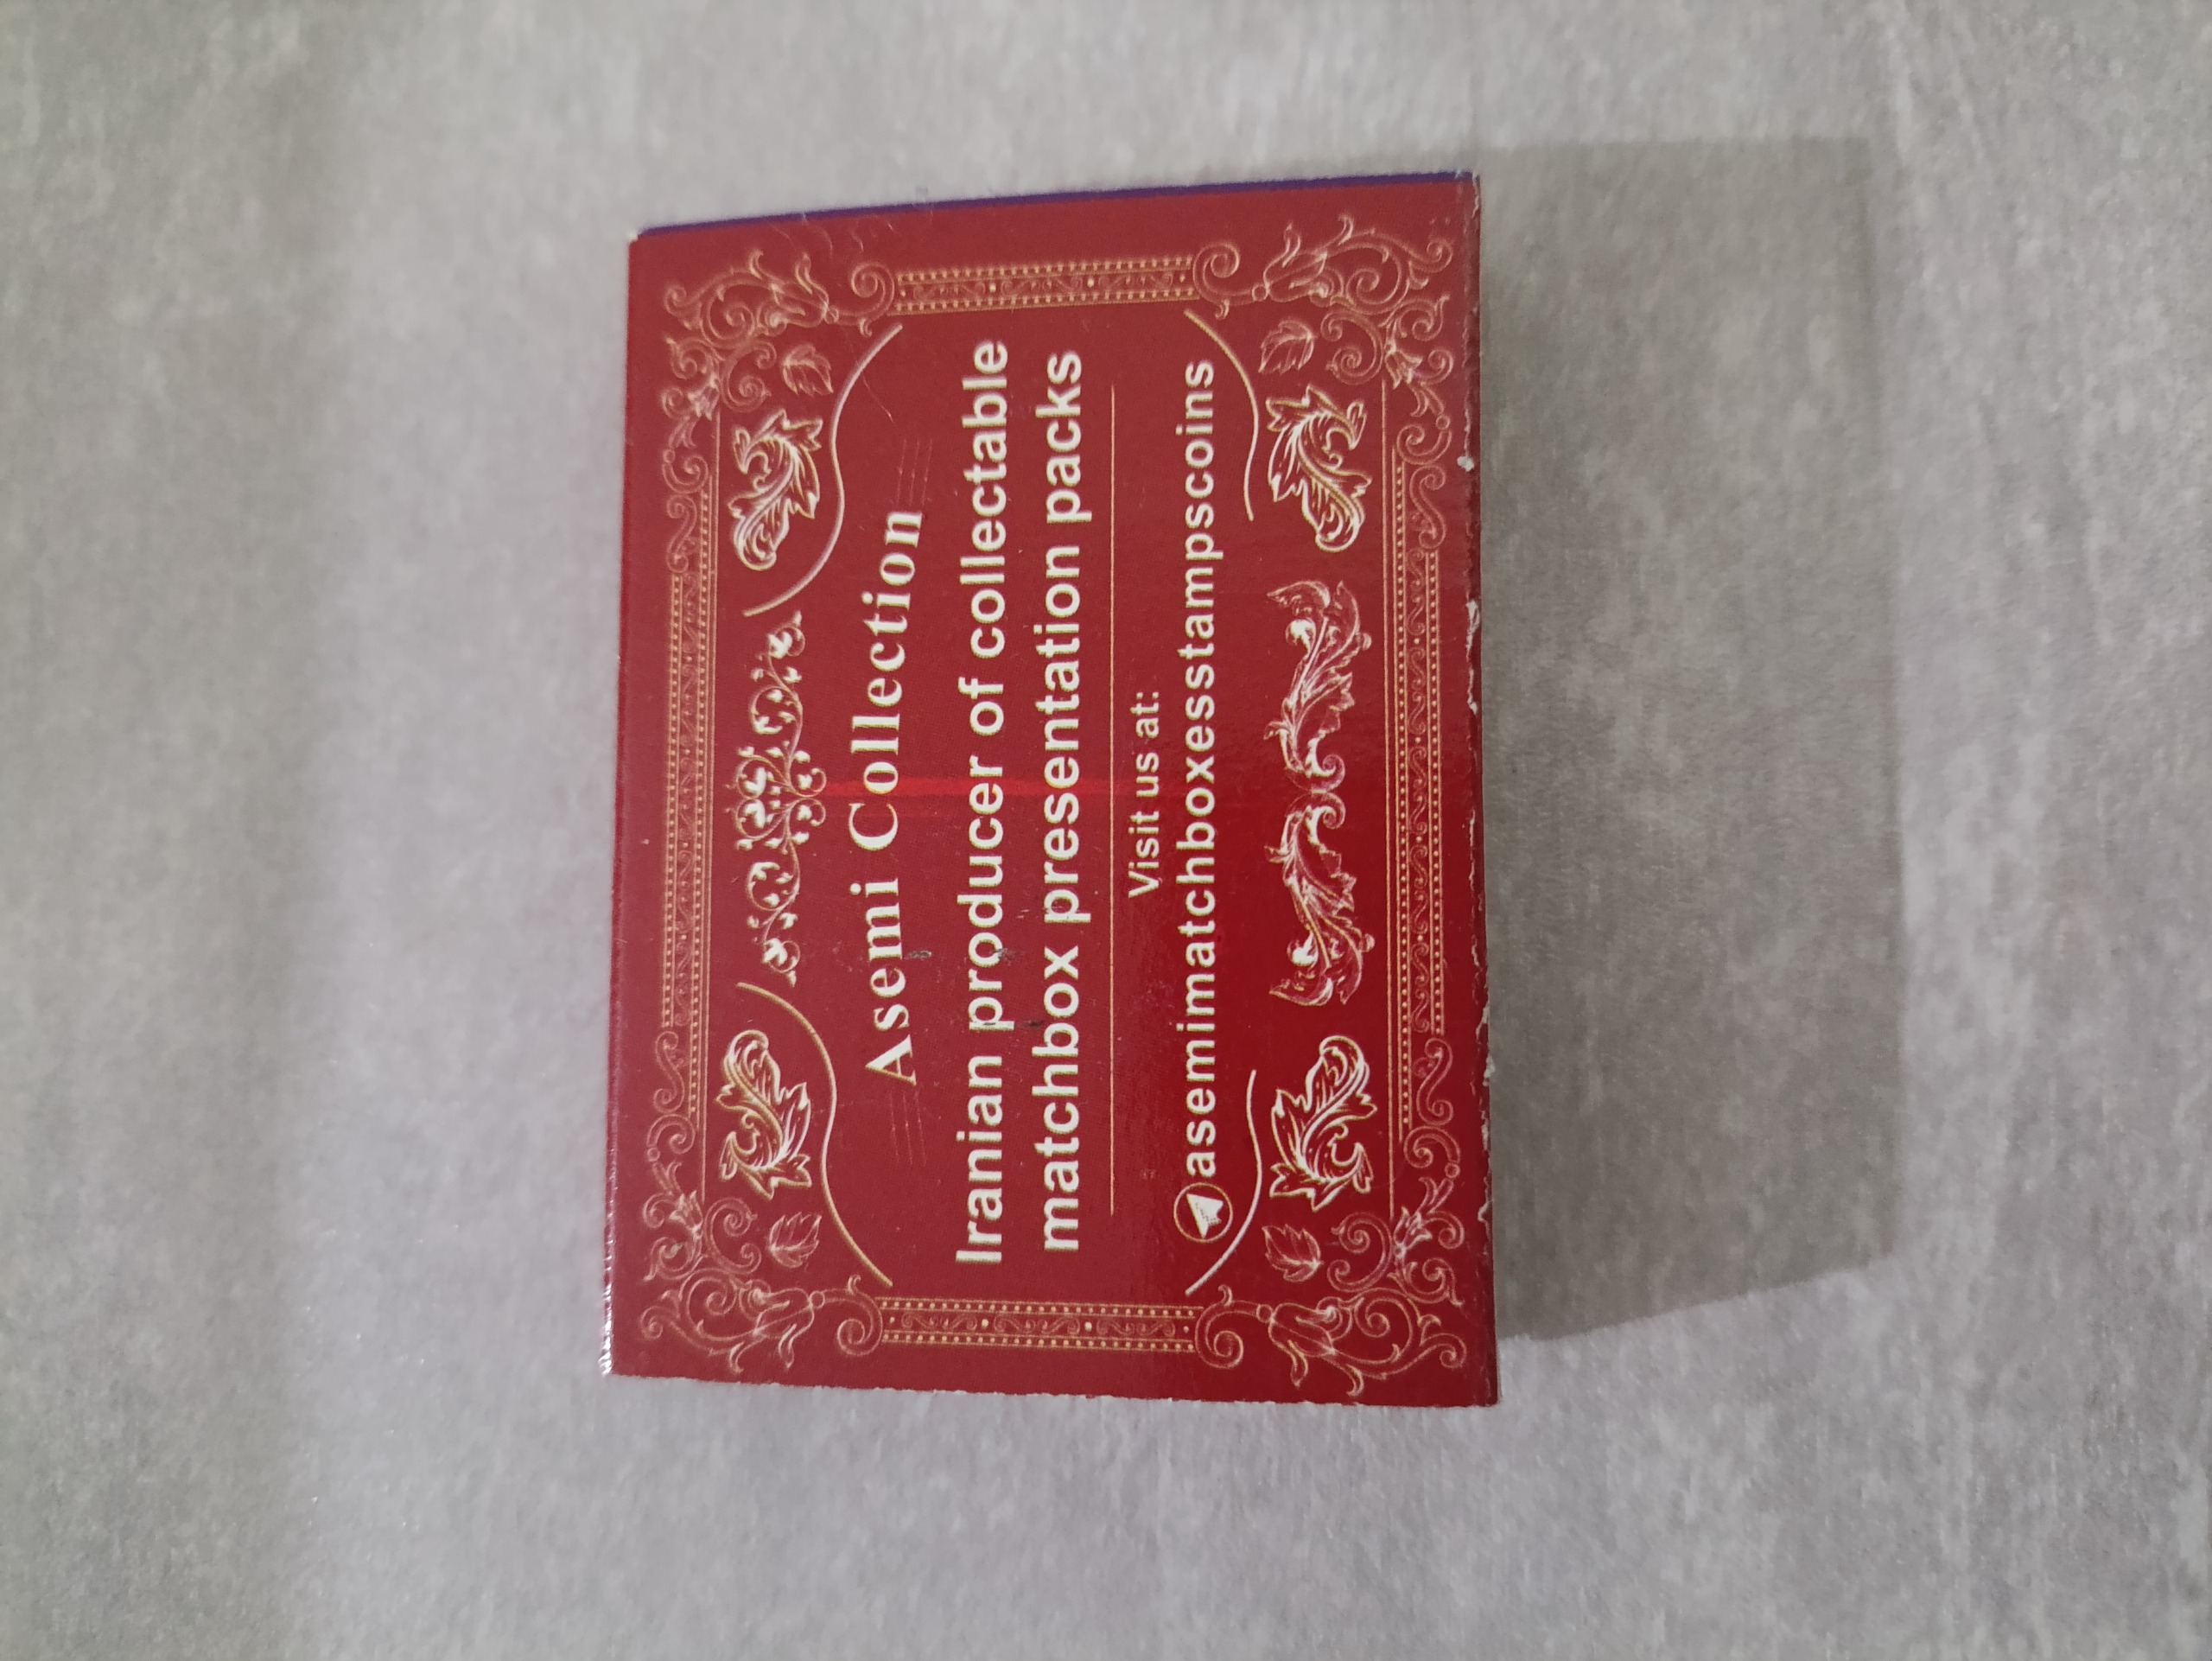 Asemi Collection
Iranian producer of collectable
matchbox presentation packs
Visit us at:
asemimatchboxesstampscoins